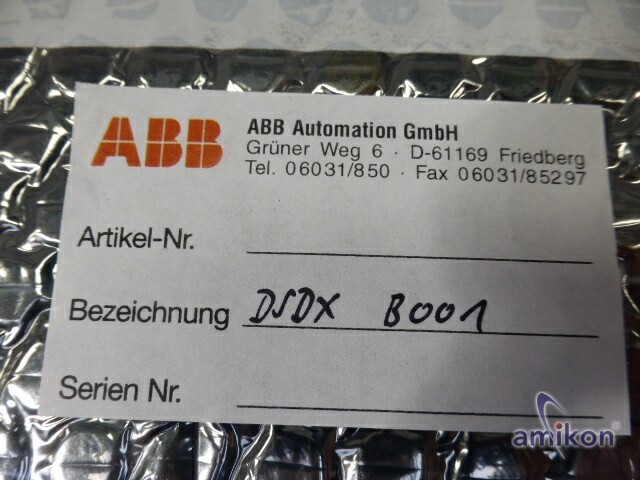 ABB
ABB Automation GmbH
Grüner Weg 6 · D-61169 Friedberg
Tel. 06031/850 · Fax 06031/85297
Artikel-Nr.
Bezeichnung DSDX B001
Serien Nr.
amikon